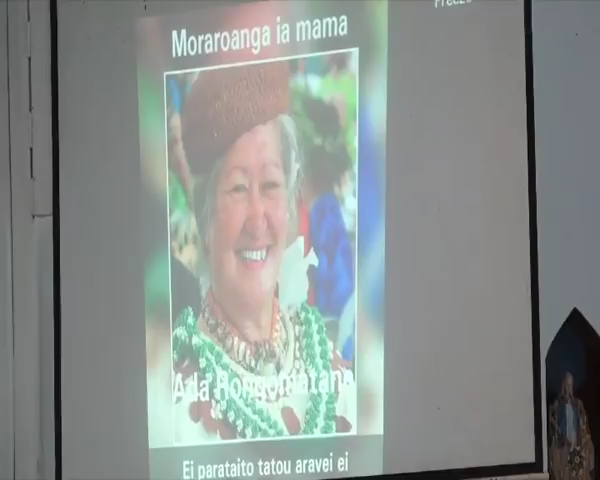 Moraroanga ia mama
Ada Rongomatane
Ei parataito tatou aravei ei